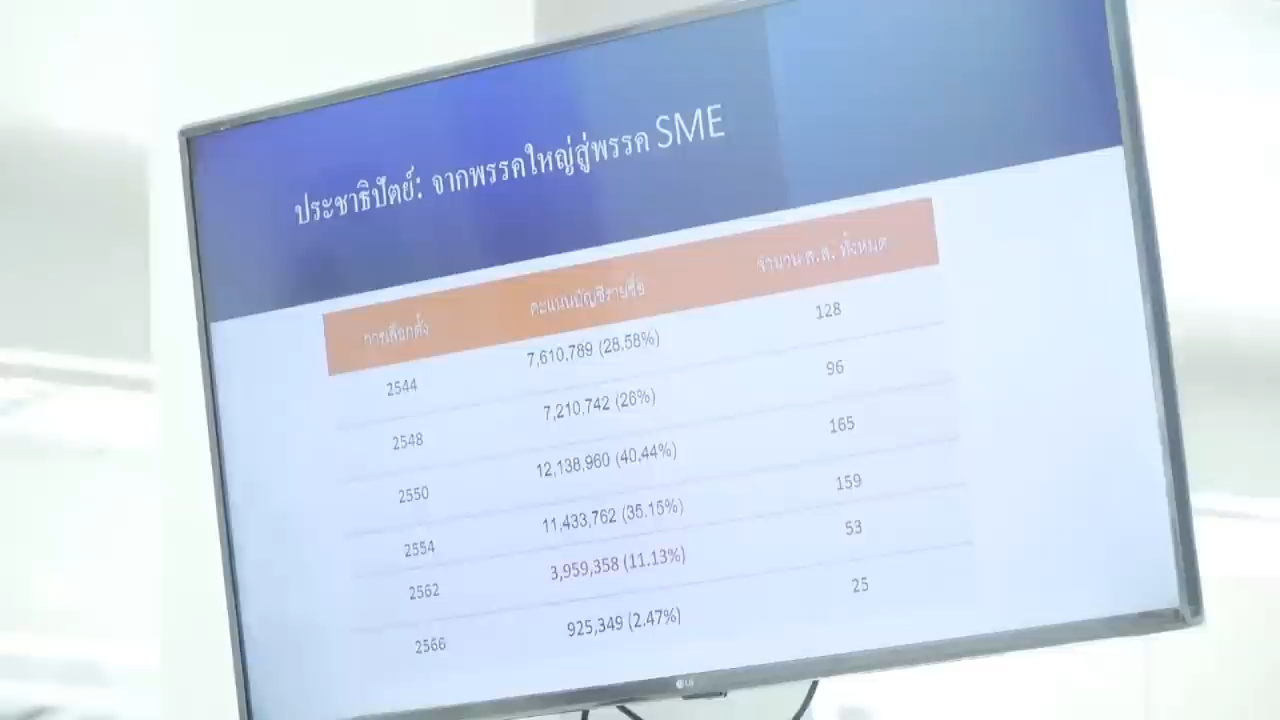 ประชาธิปัตย์: จากพรรคใหญ่สู่พรรค SME
การเลือกตั้ง คะแนนบัญชีรายชื่อ จำนวน ส.ส. ทั้งหมด
2544 7,610,789 (28.58%) 128
2548 7,210,742 (26%) 96
2550 12,138,960 (40.44%) 165
2554 11,433,762 (35.15%) 159
2562 3,959,358 (11.13%) 53
2566 925,349 (2.47%) 25
LG